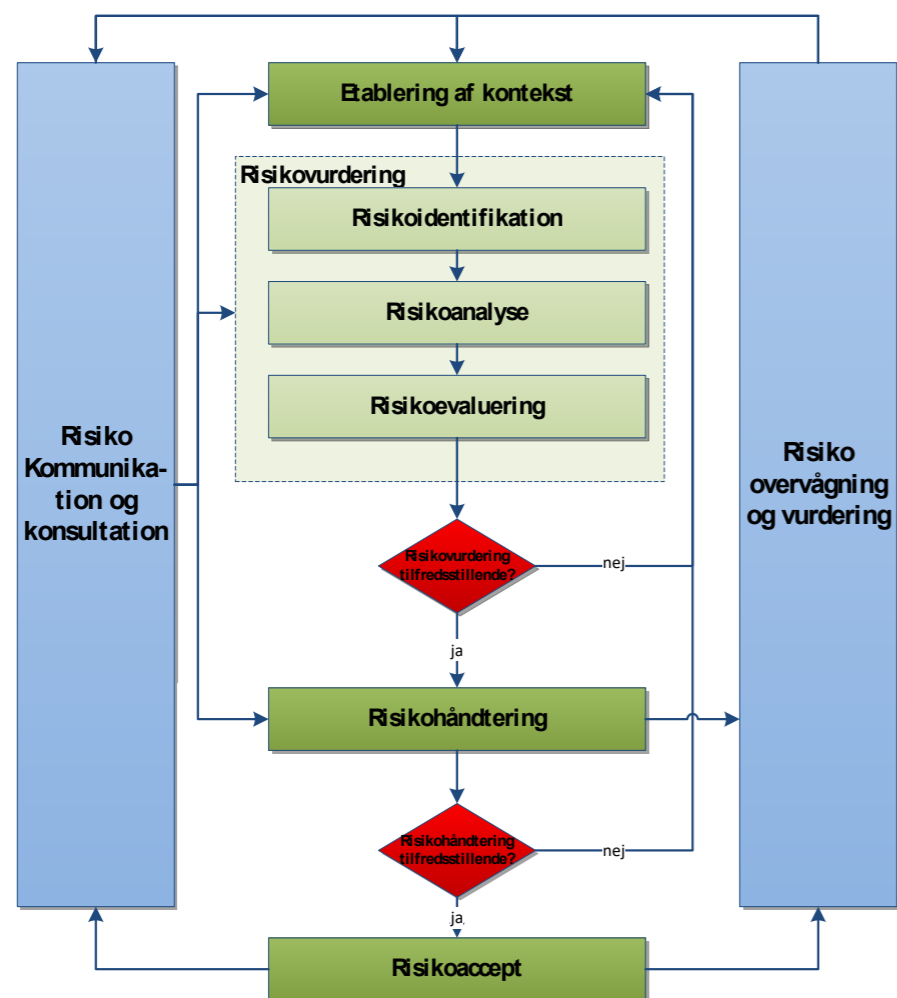 Etablering af kontekst
Risikovurdering
Risikoidentifikation
Risikoanalyse
Risikoevaluering
Risiko
Kommunika-
tion og
konsultation
Risiko
overvågning
og vurdering
Risikovurdering
tilfredsstillende?
nej
ja
Risikohåndtering
Risikohåndtering
tilfredsstillende?
nej
ja
Risikoaccept